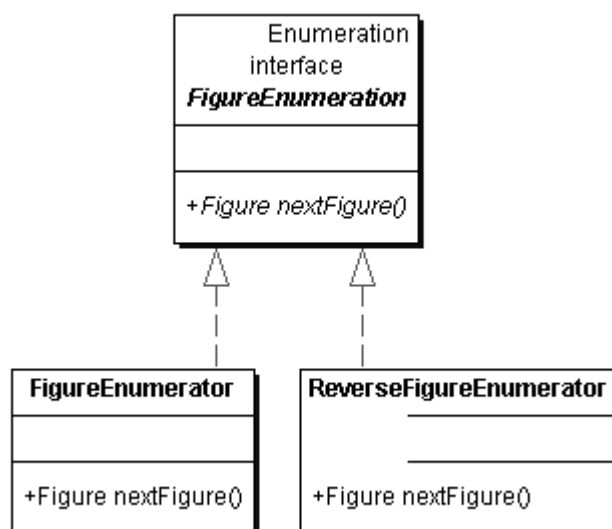 Enumeration
interface
FigureEnumeration
+Figure nextFigure()
FigureEnumerator
+Figure nextFigure()
ReverseFigureEnumerator
+Figure nextFigure()